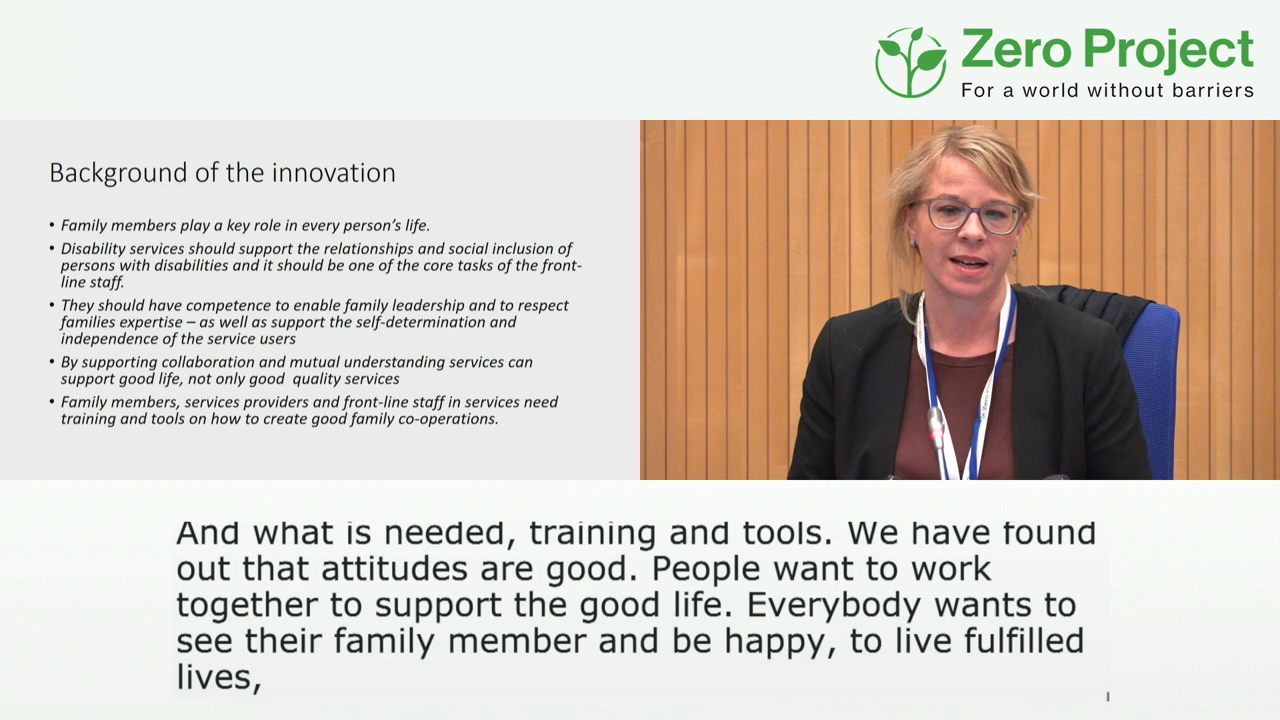 Zero Project
For a world without barriers
Background of the innovation
• Family members play a key role in every person's life.
• Disability services should support the relationships and social inclusion of
persons with disabilities and it should be one of the core tasks of the front-
line staff.
• They should have competence to enable family leadership and to respect
families expertise – as well as support the self-determination and
independence of the service users
• By supporting collaboration and mutual understanding services can
support good life, not only good quality services
• Family members, services providers and front-line staff in services need
training and tools on how to create good family co-operations.
And what is needed, training and tools. We have found
out that attitudes are good. People want to work
together to support the good life. Everybody wants to
see their family member and be happy, to live fulfilled
lives,